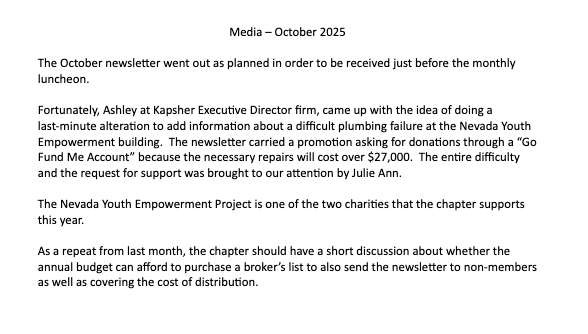 Media – October 2025
The October newsletter went out as planned in order to be received just before the monthly
luncheon.
Fortunately, Ashley at Kapsher Executive Director firm, came up with the idea of doing a
last-minute alteration to add information about a difficult plumbing failure at the Nevada Youth
Empowerment building.  The newsletter carried a promotion asking for donations through a “Go
Fund Me Account” because the necessary repairs will cost over $27,000.  The entire difficulty
and the request for support was brought to our attention by Julie Ann.
The Nevada Youth Empowerment Project is one of the two charities that the chapter supports
this year.
As a repeat from last month, the chapter should have a short discussion about whether the
annual budget can afford to purchase a broker’s list to also send the newsletter to non-members
as well as covering the cost of distribution.